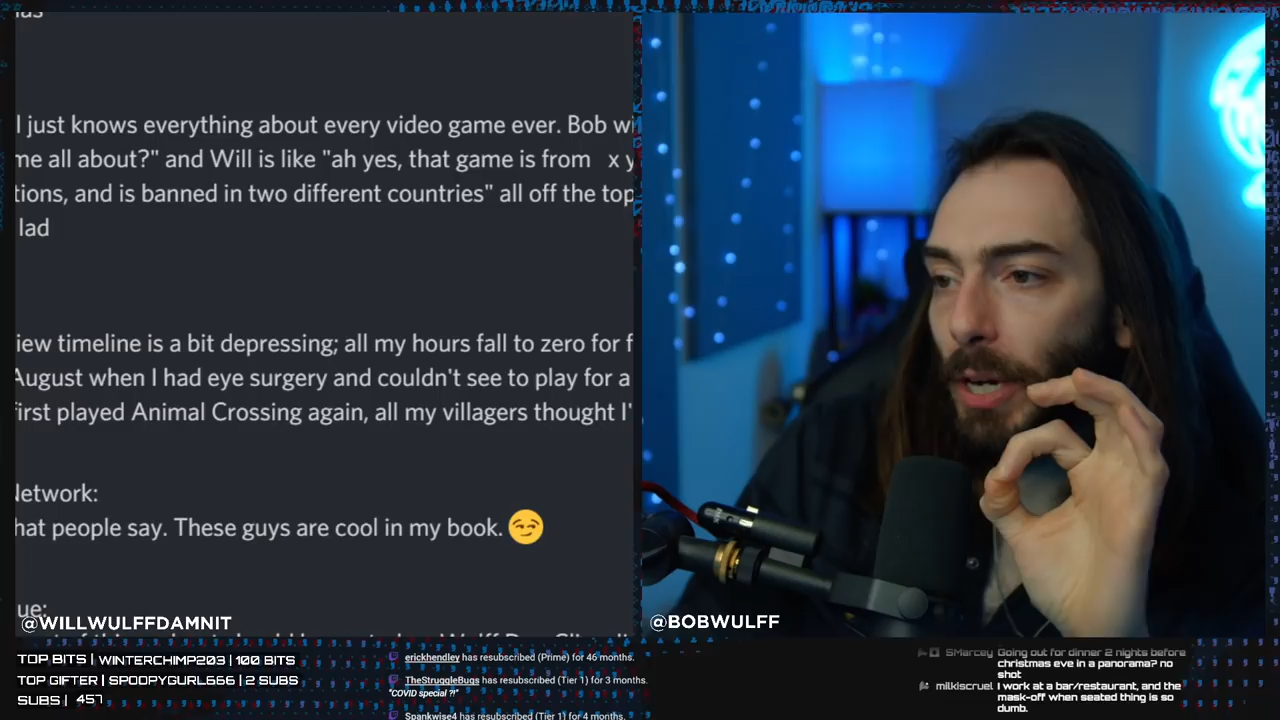 l just knows everything about every video game ever. Bob wi
me all about?" and Will is like "ah yes, that game is from x y
tions, and is banned in two different countries" all off the top
lad
iew timeline is a bit depressing; all my hours fall to zero for f
August when I had eye surgery and couldn't see to play for a
first played Animal Crossing again, all my villagers thought I'
Network:
hat people say. These guys are cool in my book. 😏
ue:
@WILLWULFFDAMNIT
@BOBWULFF
TOP BITS | WINTERCHIMP203 | 100 BITS
TOP GIFTER | SPOOPYGURL666 | 2 SUBS
SUBS | 457
erickhendley has resubscribed (Prime) for 46 months.
TheStruggleBugs has resubscribed (Tier 1) for 3 months.
"COVID special ?!"
Spankwise4 has resubscribed (Tier 1) for 4 months.
SMarcey Going out for dinner 2 nights before
christmas eve in a panorama? no
shot
milkiscruel I work at a bar/restaurant, and the
mask-off when seated thing is so
dumb.